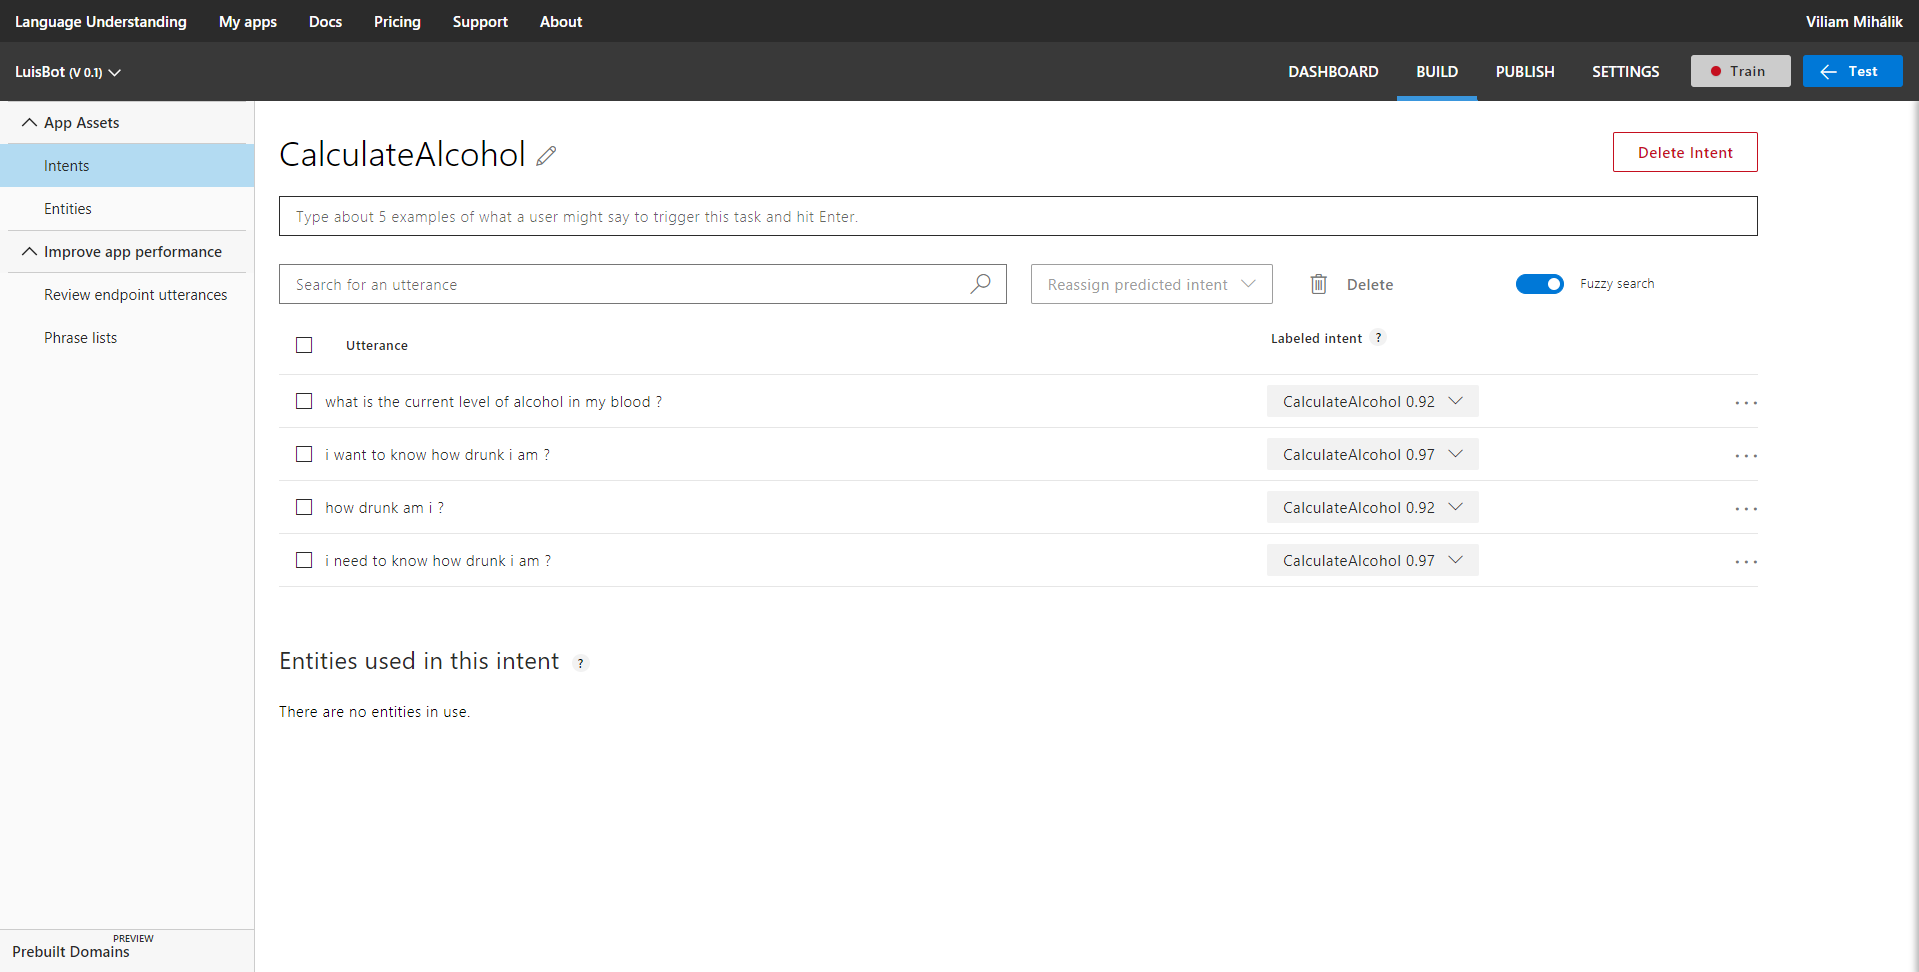 Language Understanding My apps Docs Pricing Support About Viliam Mihálik
LuisBot (V 0.1) DASHBOARD BUILD PUBLISH SETTINGS Train Test
App Assets
Intents
Entities
Improve app performance
Review endpoint utterances
Phrase lists
PREVIEW
Prebuilt Domains
CalculateAlcohol Delete Intent
Type about 5 examples of what a user might say to trigger this task and hit Enter.
Search for an utterance Reassign predicted intent Delete Fuzzy search
Utterance Labeled intent ?
what is the current level of alcohol in my blood ? CalculateAlcohol 0.92 ...
i want to know how drunk i am ? CalculateAlcohol 0.97 ...
how drunk am i ? CalculateAlcohol 0.92 ...
i need to know how drunk i am ? CalculateAlcohol 0.97 ...
Entities used in this intent ?
There are no entities in use.